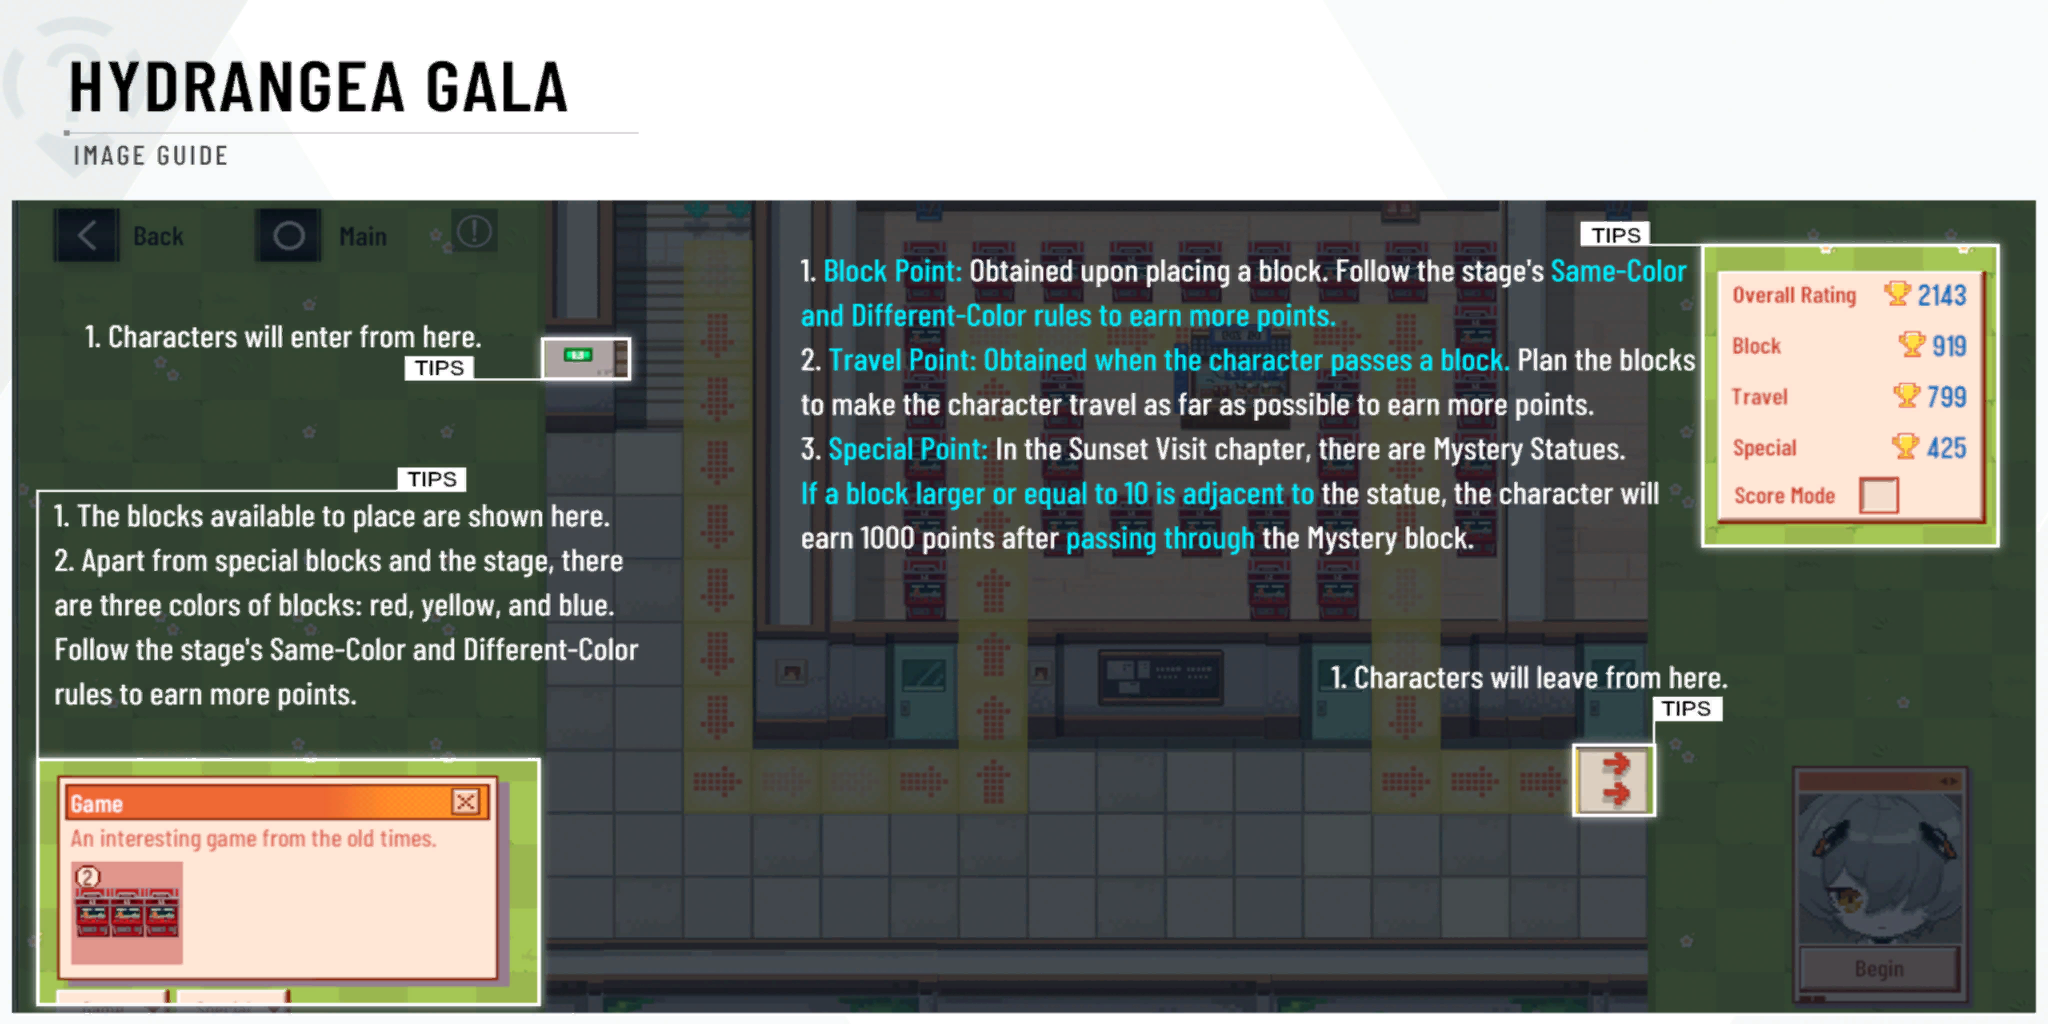 HYDRANGEA GALA
IMAGE GUIDE
Back
Main
1. Characters will enter from here.
TIPS
13
TIPS
1. The blocks available to place are shown here.
2. Apart from special blocks and the stage, there
are three colors of blocks: red, yellow, and blue.
Follow the stage's Same-Color and Different-Color
rules to earn more points.
Game
An interesting game from the old times.
2
1. Block Point: Obtained upon placing a block. Follow the stage's Same-Color
and Different-Color rules to earn more points.
2. Travel Point: Obtained when the character passes a block. Plan the blocks
to make the character travel as far as possible to earn more points.
3. Special Point: In the Sunset Visit chapter, there are Mystery Statues.
If a block larger or equal to 10 is adjacent to the statue, the character will
earn 1000 points after passing through the Mystery block.
TIPS
Overall Rating 2143
Block 919
Travel 799
Special 425
Score Mode
1. Characters will leave from here.
TIPS
Begin